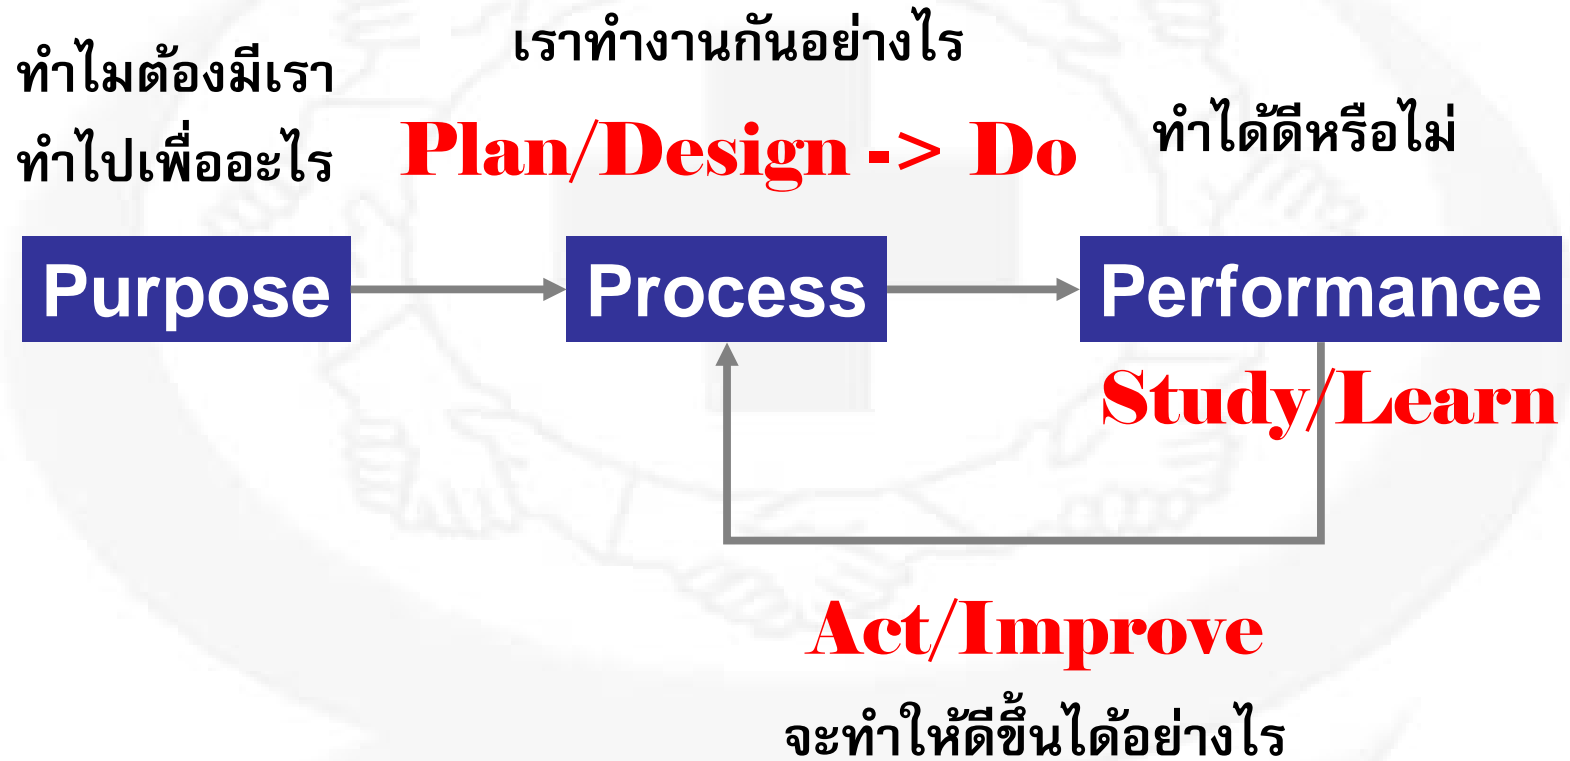 ทำไมต้องมีเรา
ทำไปเพื่ออะไร
เราทำงานกันอย่างไร
Plan/Design -> Do
ทำได้ดีหรือไม่
Purpose
Process
Performance
Study/Learn
Act/Improve
จะทำให้ดีขึ้นได้อย่างไร